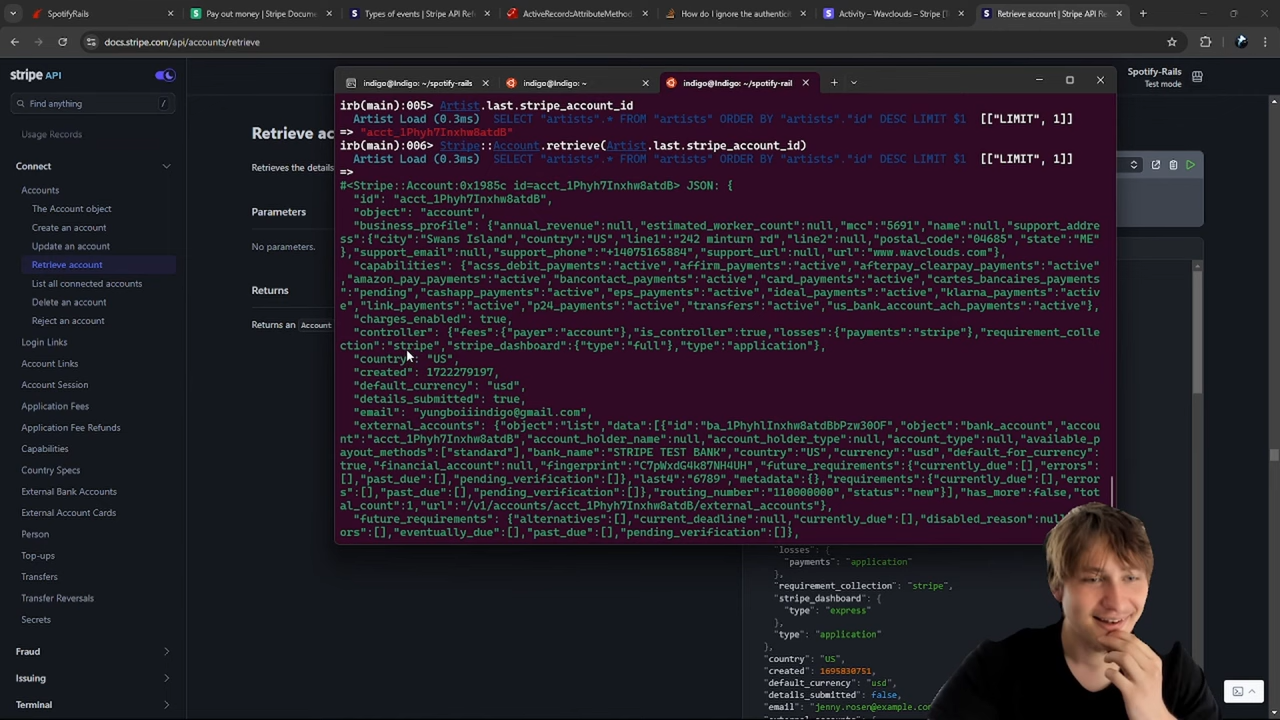 SpotifyRails
Pay out money | Stripe Docume
Types of events | Stripe API Ref
ActiveRecord::AttributeMethod
How do I ignore the authenticit
Activity – Wavclouds – Stripe [T
Retrieve account | Stripe API Re
docs.stripe.com/api/accounts/retrieve
stripe API
Find anything /
Usage Records
Connect
Accounts
The Account object
Create an account
Update an account
Retrieve account
List all connected accounts
Delete an account
Reject an account
Login Links
Account Links
Account Session
Application Fees
Application Fee Refunds
Capabilities
Country Specs
External Bank Accounts
External Account Cards
Person
Top-ups
Transfers
Transfer Reversals
Secrets
Fraud
Issuing
Terminal
Retrieve ac
Retrieves the details
Parameters
No parameters.
Returns
Returns an Account
Spotify-Rails
Test mode
indigo@Indigo: ~/spotify-rails
indigo@Indigo: ~
indigo@Indigo: ~/spotify-rail
irb(main):005> Artist.last.stripe_account_id
Artist Load (0.3ms) SELECT "artists".* FROM "artists" ORDER BY "artists"."id" DESC LIMIT $1 [["LIMIT", 1]]
=> "acct_1Phyh7Inxhw8atdB"
irb(main):006> Stripe::Account.retrieve(Artist.last.stripe_account_id)
Artist Load (0.3ms) SELECT "artists".* FROM "artists" ORDER BY "artists"."id" DESC LIMIT $1 [["LIMIT", 1]]
=>
#<Stripe::Account:0x1985c id=acct_1Phyh7Inxhw8atdB> JSON: {
"id": "acct_1Phyh7Inxhw8atdB",
"object": "account",
"business_profile": {"annual_revenue":null,"estimated_worker_count":null,"mcc":"5691","name":null,"support_addre
ss":{"city":"Swans Island","country":"US","line1":"242 minturn rd","line2":null,"postal_code":"04685","state":"ME"
},"support_email":null,"support_phone":"+14075165884","support_url":null,"url":"www.wavclouds.com"},
"capabilities": {"acss_debit_payments":"active","affirm_payments":"active","afterpay_clearpay_payments":"active",
"amazon_pay_payments":"active","bancontact_payments":"active","card_payments":"active","cartes_bancaires_payments"
:"pending","cashapp_payments":"active","eps_payments":"active","ideal_payments":"active","klarna_payments":"activ
e","link_payments":"active","p24_payments":"active","transfers":"active","us_bank_account_ach_payments":"active"},
"charges_enabled": true,
"controller": {"fees":{"payer":"account"},"is_controller":true,"losses":{"payments":"stripe"},"requirement_colle
ction":"stripe","stripe_dashboard":{"type":"full"},"type":"application"},
"country": "US",
"created": 1722279197,
"default_currency": "usd",
"details_submitted": true,
"email": "yungboiiindigo@gmail.com",
"external_accounts": {"object":"list","data":[{"id":"ba_1PhyhlInxhw8atdBbPzw30OF","object":"bank_account","accou
nt":"acct_1Phyh7Inxhw8atdB","account_holder_name":null,"account_holder_type":null,"account_type":null,"available_p
ayout_methods":["standard"],"bank_name":"STRIPE TEST BANK","country":"US","currency":"usd","default_for_currency":
true,"financial_account":null,"fingerprint":"C7pWxdG4k87NH4UH","future_requirements":{"currently_due":[],"errors":
[],"past_due":[],"pending_verification":[]},"last4":"6789","metadata":{},"requirements":{"currently_due":[],"error
s":[],"past_due":[],"pending_verification":[]},"routing_number":"110000000","status":"new"}],"has_more":false,"tot
al_count":1,"url":"/v1/accounts/acct_1Phyh7Inxhw8atdB/external_accounts"},
"future_requirements": {"alternatives":[],"current_deadline":null,"currently_due":[],"disabled_reason":null
ors":[],"eventually_due":[],"past_due":[],"pending_verification":[]},
"losses": {
"payments": "application"
},
"requirement_collection": "stripe",
"stripe_dashboard": {
"type": "express"
},
"type": "application"
},
"country": "US",
"created": 1695830751,
"default_currency": "usd",
"details_submitted": false,
"email": "jenny.rosen@example.com